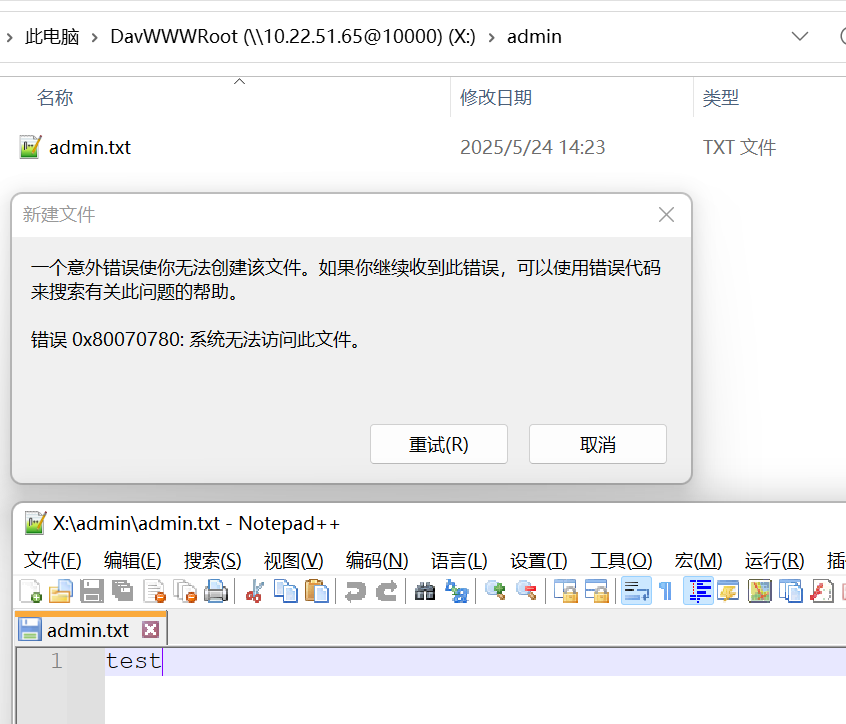 此电脑 > DavWWWRoot (\\10.22.51.65@10000) (X:) > admin
名称 修改日期 类型
admin.txt 2025/5/24 14:23 TXT 文件
新建文件
一个意外错误使你无法创建该文件。如果你继续收到此错误，可以使用错误代码
来搜索有关此问题的帮助。
错误 0x80070780: 系统无法访问此文件。
重试(R) 取消
X:\admin\admin.txt - Notepad++
文件(F) 编辑(E) 搜索(S) 视图(V) 编码(N) 语言(L) 设置(T) 工具(O) 宏(M) 运行(R) 插
admin.txt
1 test